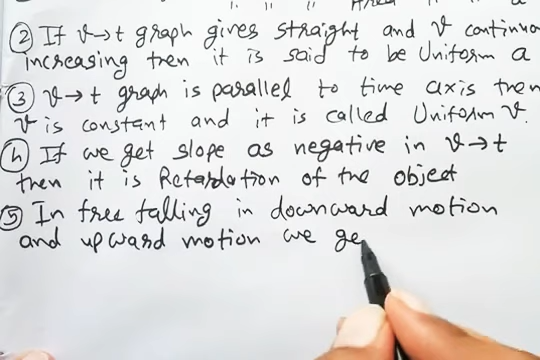 ② If v→t graph gives straight and v
increasing then it is said to be Uniform a
③ v→t graph is parallel to time axis then
v is constant and it is called Uniform v.
④ If we get slope as negative in v→t
then it is Retardation of the object
⑤ In free falling in downward motion
and upward motion we ge